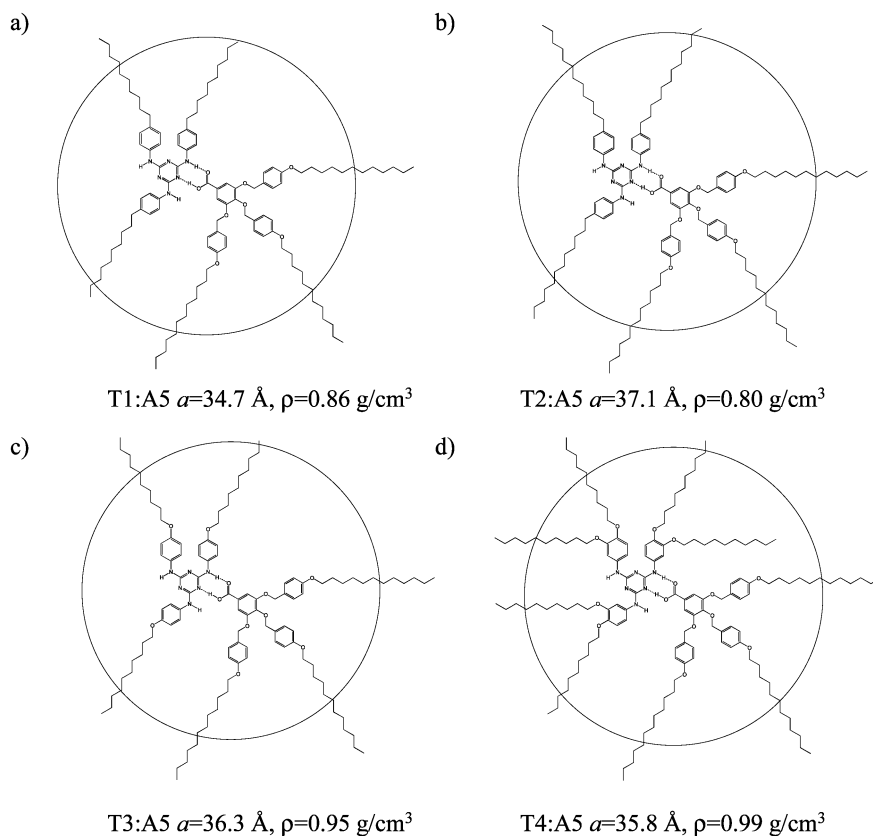 a)
b)
T1:A5 a=34.7 Å, ρ=0.86 g/cm³
T2:A5 a=37.1 Å, ρ=0.80 g/cm³
c)
d)
T3:A5 a=36.3 Å, ρ=0.95 g/cm³
T4:A5 a=35.8 Å, ρ=0.99 g/cm³